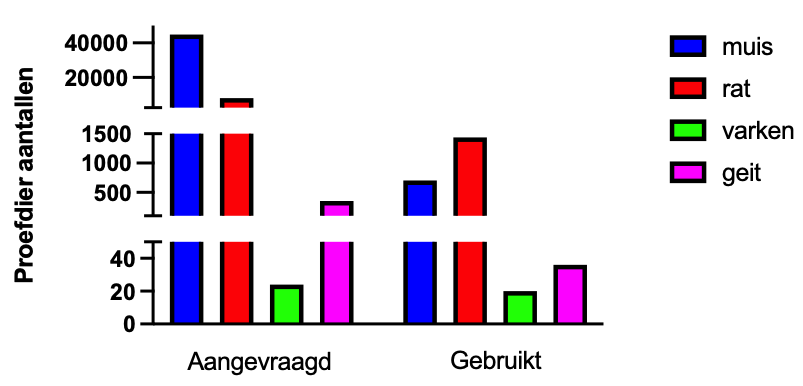 Proefdier aantallen
40000
20000
1500
1000
500
40
20
0
Aangevraagd Gebruikt
muis
rat
varken
geit